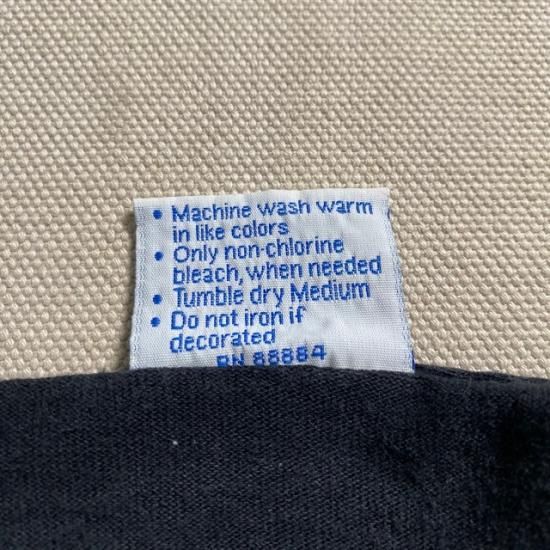 • Machine wash warm
in like colors
• Only non-chlorine
bleach, when needed
• Tumble dry Medium
• Do not iron if
decorated
RN 88884